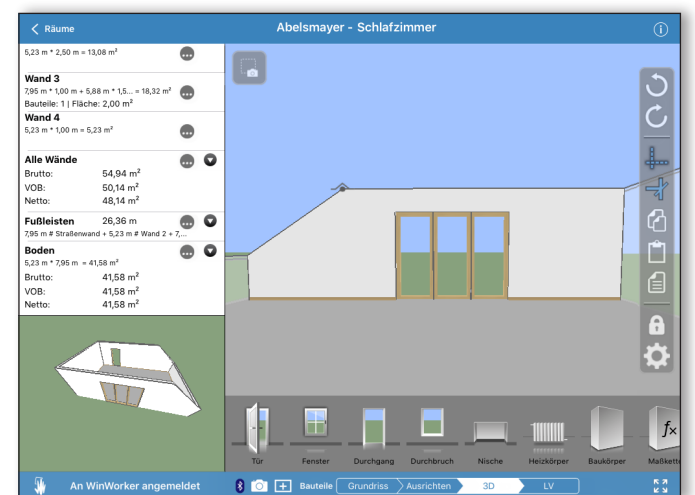 Räume
Abelsmayer - Schlafzimmer
5,23 m * 2,50 m = 13,08 m²
Wand 3
7,95 m * 1,00 m + 5,88 m * 1,5... = 18,32 m²
Bauteile: 1 | Fläche: 2,00 m²
Wand 4
5,23 m * 1,00 m = 5,23 m²
Alle Wände
Brutto: 54,94 m²
VOB: 50,14 m²
Netto: 48,14 m²
Fußleisten 26,36 m
7,95 m # Straßenwand + 5,23 m # Wand 2 + 7,...
Boden
5,23 m * 7,95 m = 41,58 m²
Brutto: 41,58 m²
VOB: 41,58 m²
Netto: 41,58 m²
Tür Fenster Durchgang Durchbruch Nische Heizkörper Baukörper Maßkette
fx
An WinWorker angemeldet
Bauteile Grundriss Ausrichten 3D LV